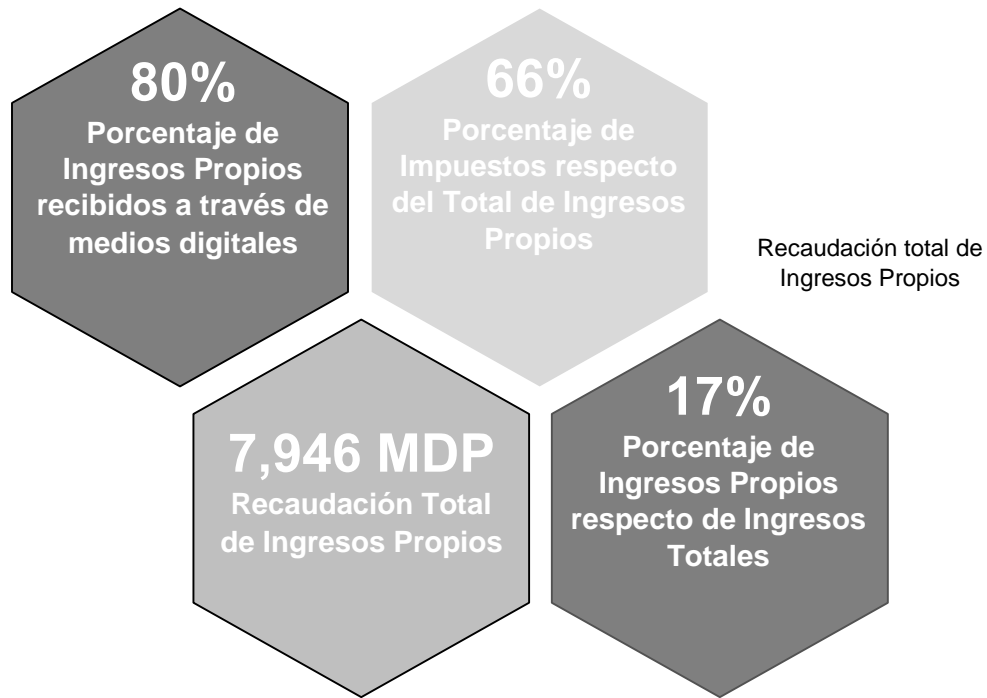 80%
Porcentaje de
Ingresos Propios
recibidos a través de
medios digitales
66%
Porcentaje de
Impuestos respecto
del Total de Ingresos
Propios
Recaudación total de
Ingresos Propios
7,946 MDP
Recaudación Total
de Ingresos Propios
17%
Porcentaje de
Ingresos Propios
respecto de Ingresos
Totales